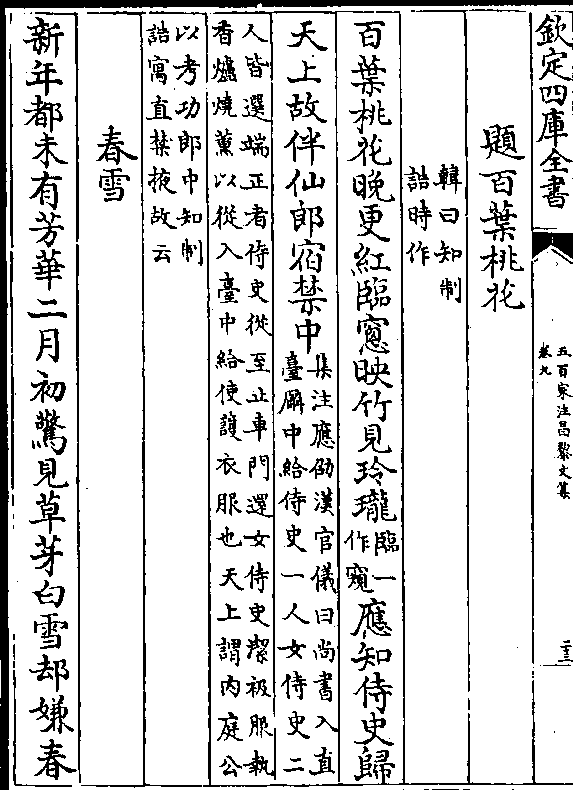 欽定四庫全書
五百家注昌黎文集
卷九
二十三
題百葉桃花
韓曰知制
誥時作
百葉桃花晚更紅臨窻映竹見玲瓏
臨一
作窺
應知侍史歸
天上故伴仙郎宿禁中
集注應劭漢官儀曰尚書入直
臺廨中給侍史一人女侍史二
人皆選端正者侍史從至止車門還女侍史潔被服執
香爐燒薰以從入臺中給使護衣服也天上謂内庭公
以考功郎中知制
誥寓直禁掖故云
春雪
新年都未有芳華二月初驚見草芽白雪却嫌春